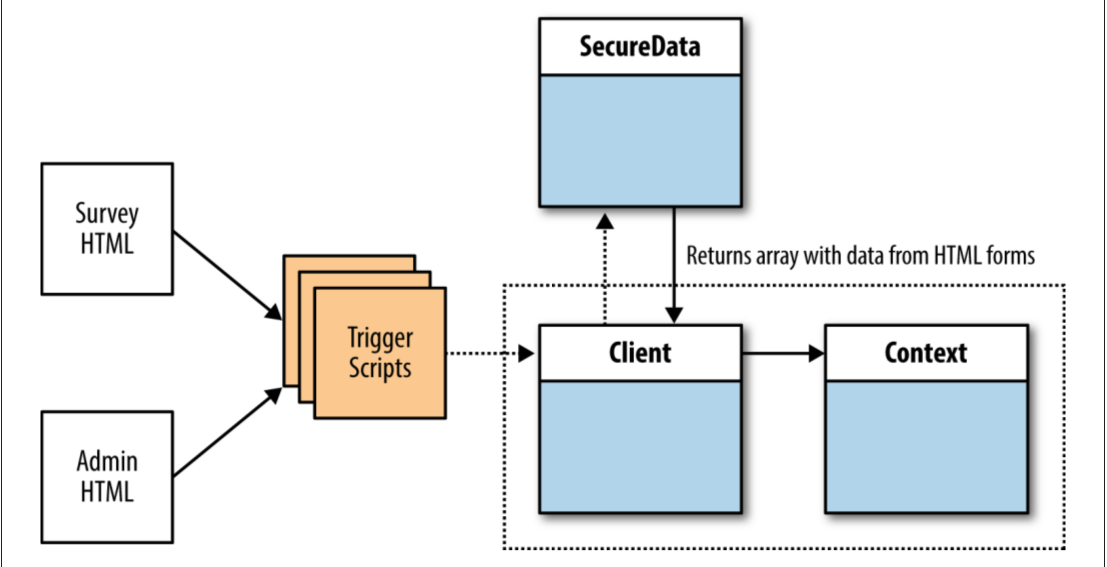 SecureData
Survey
HTML
Returns array with data from HTML forms
Trigger
Scripts
Client
Context
Admin
HTML